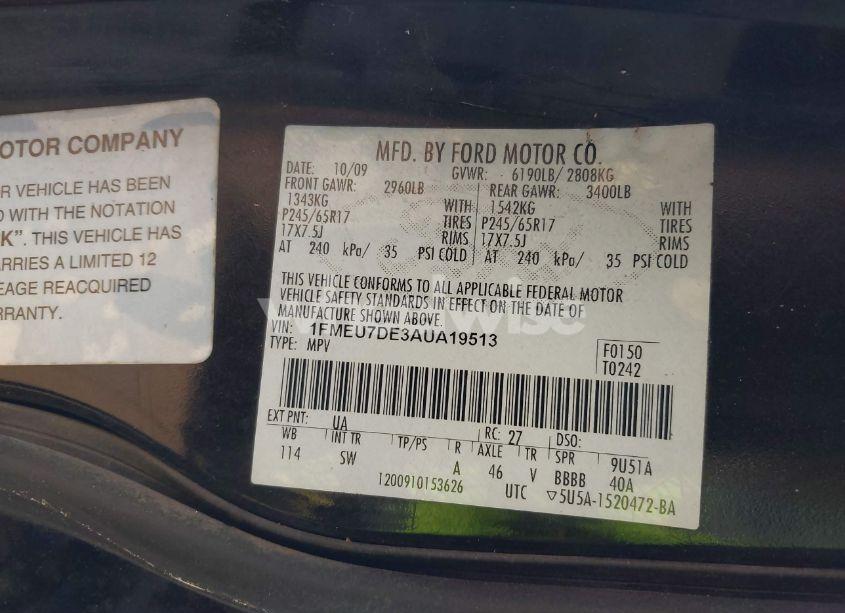 OTOR COMPANY
R VEHICLE HAS BEEN
D WITH THE NOTATION
K". THIS VEHICLE HAS
ARRIES A LIMITED 12
EAGE REACQUIRED
RRANTY.
MFD. BY FORD MOTOR CO.
DATE: 10/09 GVWR: 6190LB/ 2808KG
FRONT GAWR: 2960LB REAR GAWR: 3400LB
1343KG WITH 1542KG WITH
P245/65R17 TIRES P245/65R17 TIRES
17X7.5J RIMS 17X7.5J RIMS
AT 240 kPa/ 35 PSI COLD AT 240 kPa/ 35 PSI COLD
THIS VEHICLE CONFORMS TO ALL APPLICABLE FEDERAL MOTOR
VEHICLE SAFETY STANDARDS IN EFFECT ON THE DATE OF
MANUFACTURE SHOWN ABOVE.
VIN: 1FMEU7DE3AUA19513
TYPE: MPV
F0150
T0242
EXT PNT: UA RC: 27 DSO:
WB INT TR TP/PS R AXLE TR SPR 9U51A
114 SW A 46 V BBBB 40A
1200910153626 UTC ▽5U5A-1520472-BA